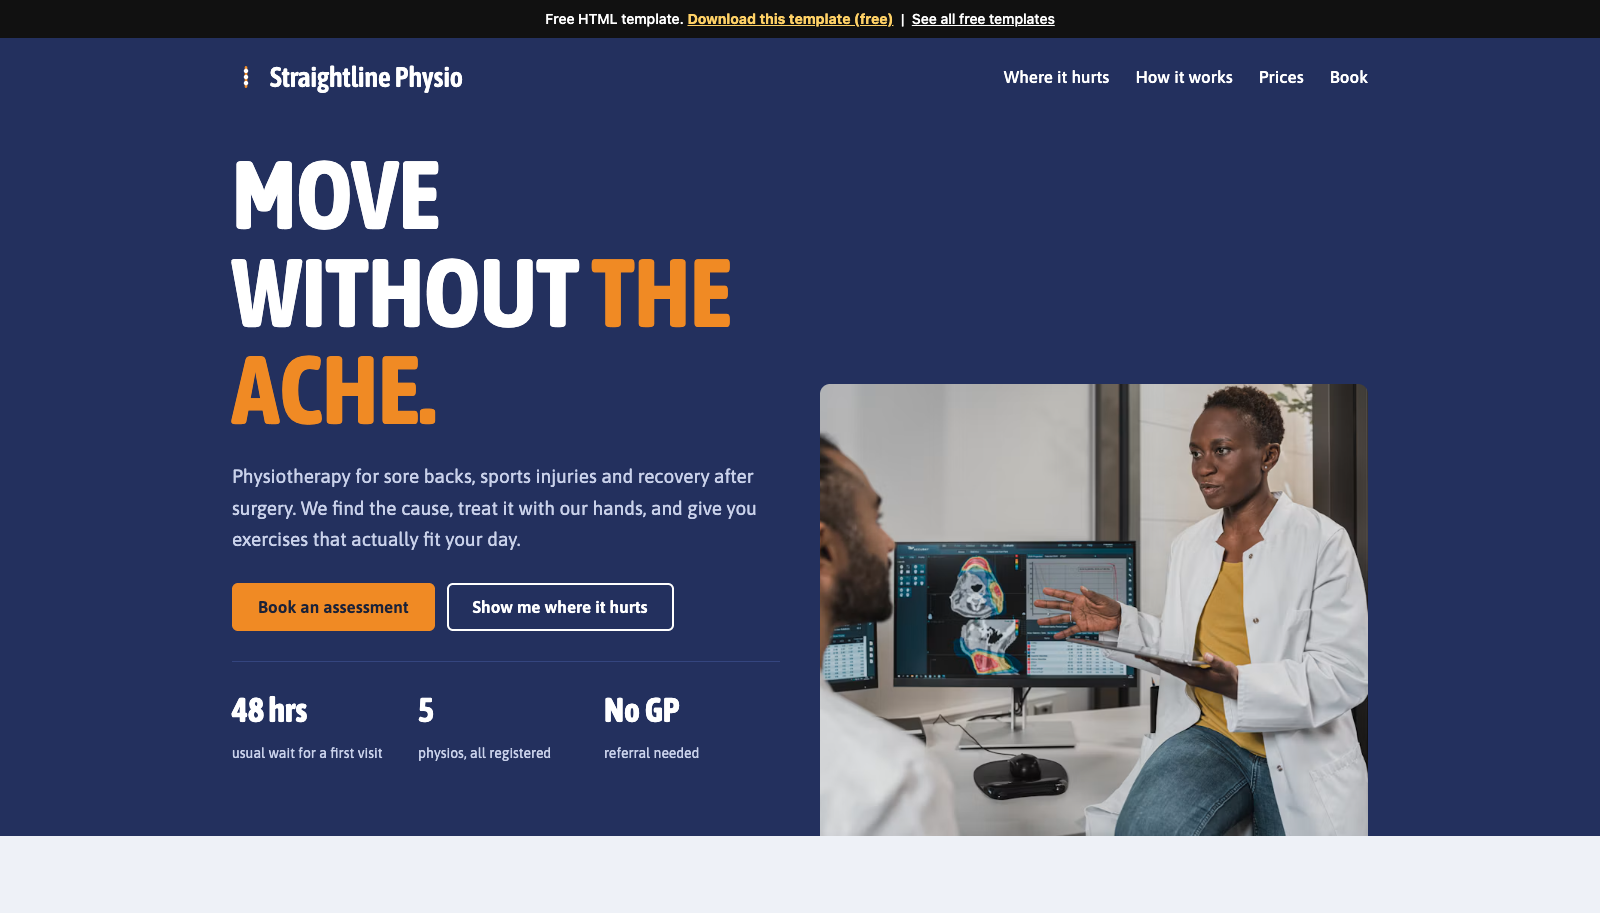 Free HTML template. Download this template (free) | See all free templates
Straightline Physio
Where it hurts How it works Prices Book
MOVE
WITHOUT THE
ACHE.
Physiotherapy for sore backs, sports injuries and recovery after
surgery. We find the cause, treat it with our hands, and give you
exercises that actually fit your day.
Book an assessment Show me where it hurts
48 hrs 5 No GP
usual wait for a first visit physios, all registered referral needed